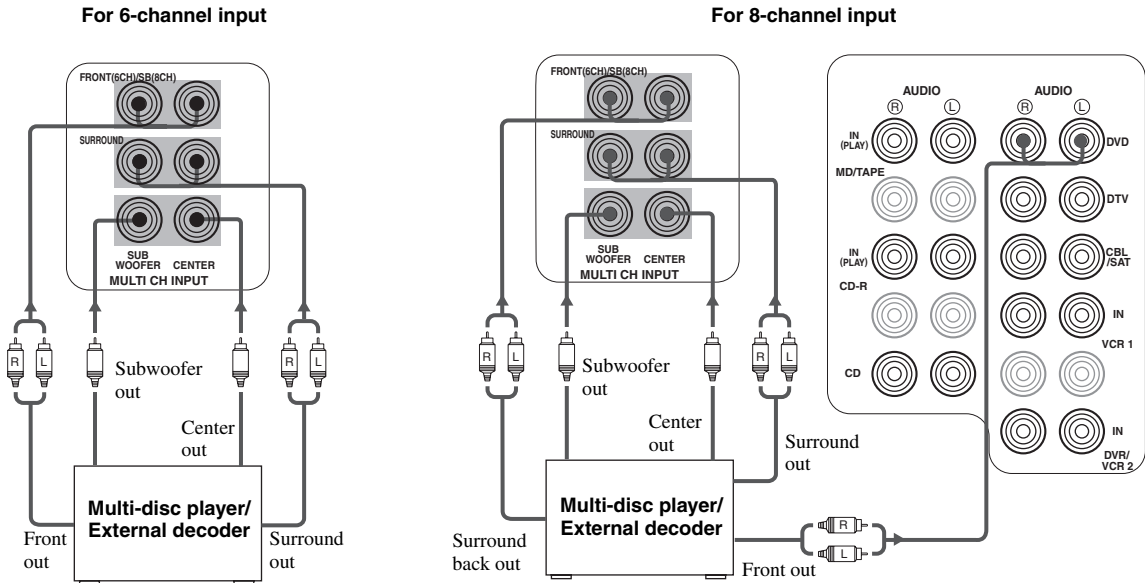 For 6-channel input
FRONT(6CH)/SB(8CH)
SURROUND
SUB
WOOFER
CENTER
MULTI CH INPUT
R
L
R
L
Subwoofer
out
Center
out
Multi-disc player/
External decoder
Front
out
Surround
out
For 8-channel input
FRONT(6CH)/SB(8CH)
SURROUND
SUB
WOOFER
CENTER
MULTI CH INPUT
R
L
R
L
Subwoofer
out
Center
out
Surround
out
Multi-disc player/
External decoder
Surround
back out
Front out
R
L
AUDIO
R
L
IN
(PLAY)
MD/TAPE
IN
(PLAY)
CD-R
CD
AUDIO
R
L
DVD
DTV
CBL
/SAT
IN
VCR 1
IN
DVR/
VCR 2